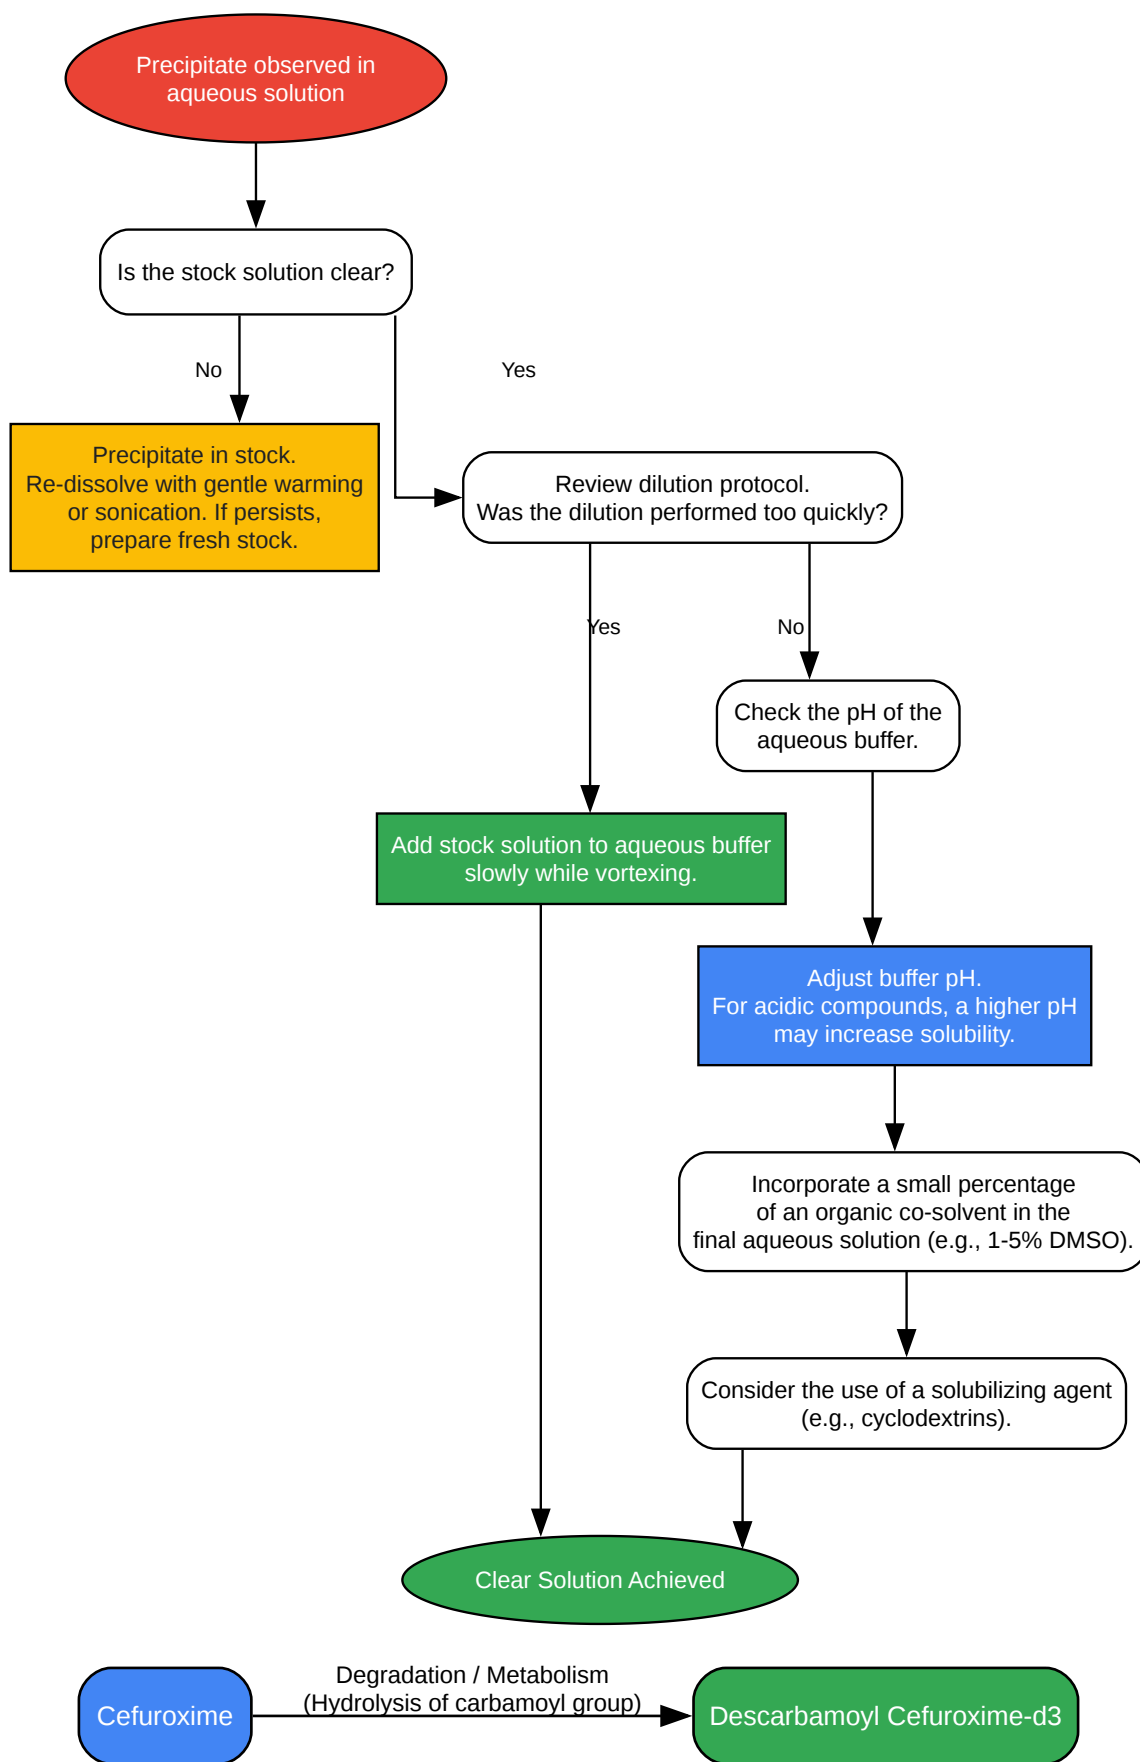 Precipitate observed in
aqueous solution
Is the stock solution clear?
No
Yes
Precipitate in stock.
Re-dissolve with gentle warming
or sonication. If persists,
prepare fresh stock.
Review dilution protocol.
Was the dilution performed too quickly?
Yes
No
Check the pH of the
aqueous buffer.
Add stock solution to aqueous buffer
slowly while vortexing.
Adjust buffer pH.
For acidic compounds, a higher pH
may increase solubility.
Incorporate a small percentage
of an organic co-solvent in the
final aqueous solution (e.g., 1-5% DMSO).
Consider the use of a solubilizing agent
(e.g., cyclodextrins).
Clear Solution Achieved
Degradation / Metabolism
(Hydrolysis of carbamoyl group)
Cefuroxime
Descarbamoyl Cefuroxime-d3